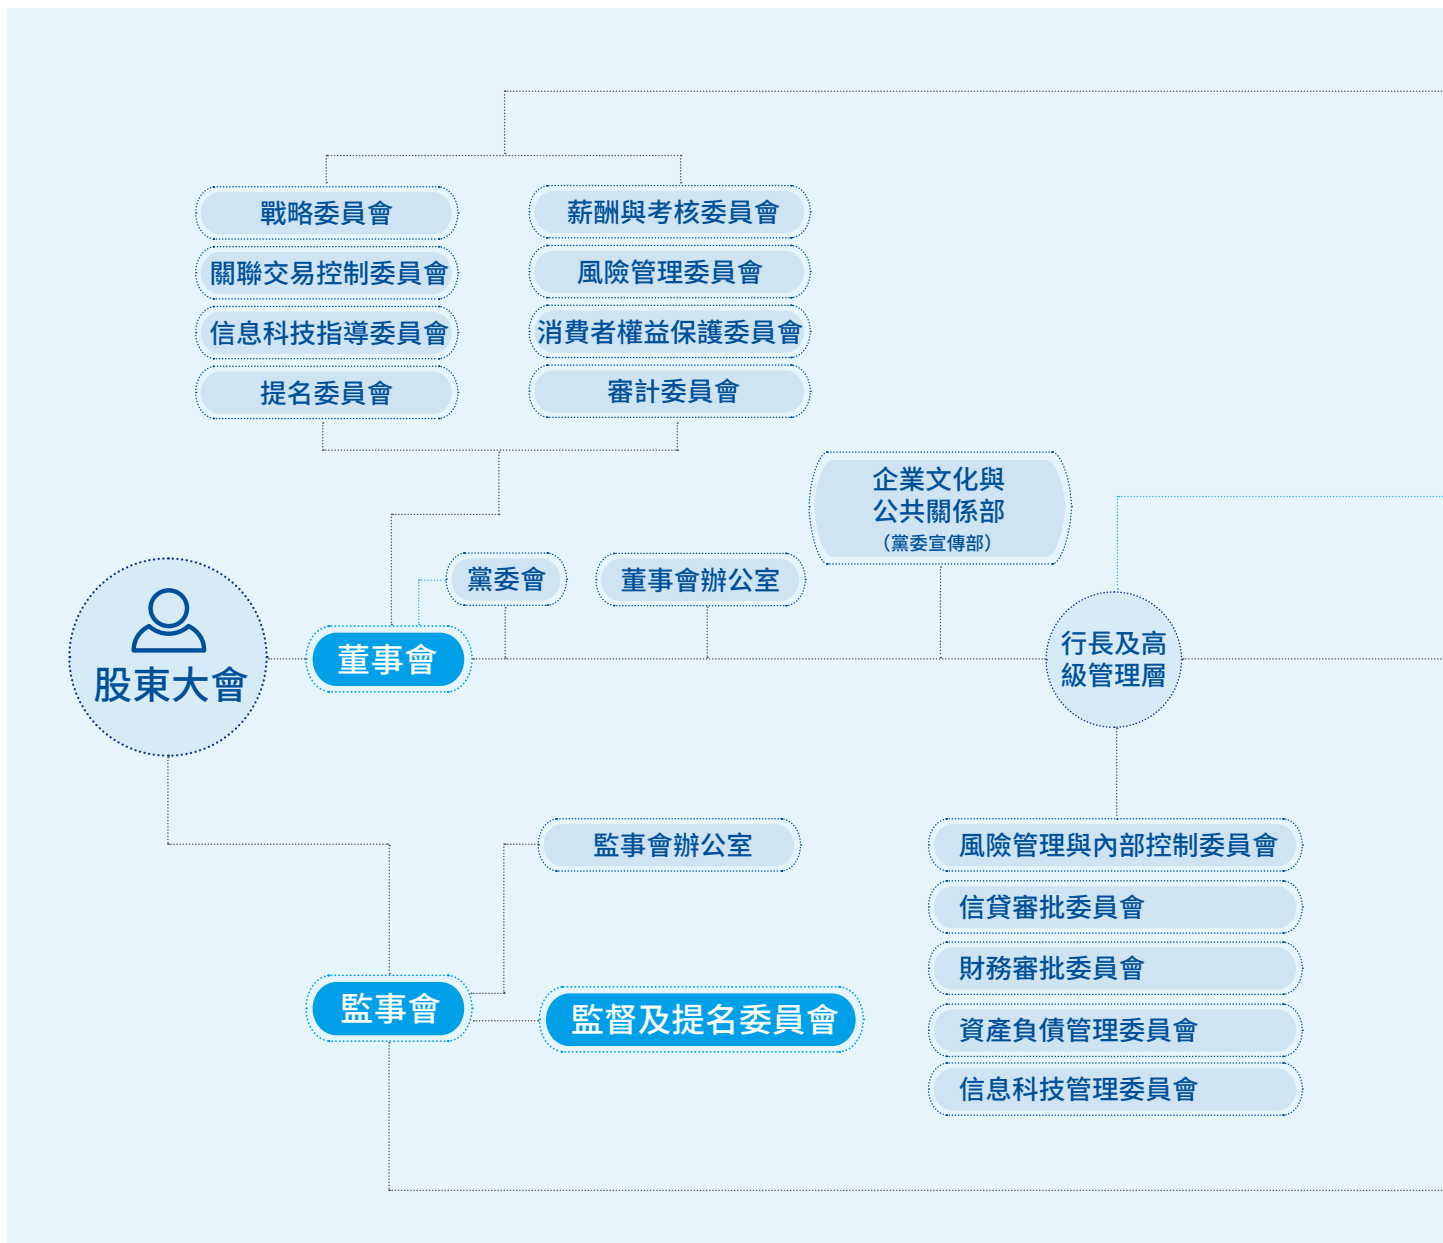 戰略委員會
關聯交易控制委員會
信息科技指導委員會
提名委員會
薪酬與考核委員會
風險管理委員會
消費者權益保護委員會
審計委員會
企業文化與
公共關係部
（黨委宣傳部）
黨委會
董事會辦公室
股東大會
董事會
行長及高
級管理層
監事會辦公室
監事會
監督及提名委員會
風險管理與內部控制委員會
信貸審批委員會
財務審批委員會
資產負債管理委員會
信息科技管理委員會